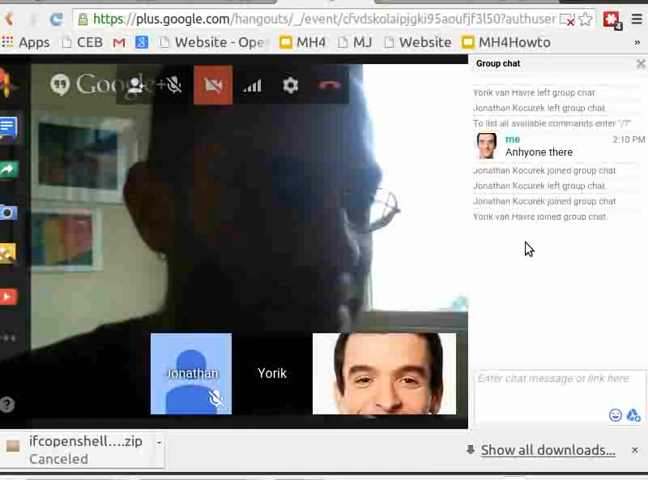 https://plus.google.com/hangouts/_/event/cfvdskolaipjgki95aoufjf3l50?authuser
Apps CEB Website - Ope MH4 MJ Website MH4Howto
Google+
Group chat
Yorik van Havre left group chat.
Jonathan Kocurek left group chat.
To list all available commands enter "/?"
me 2:10 PM
Anhyone there
Jonathan Kocurek joined group chat.
Jonathan Kocurek left group chat.
Jonathan Kocurek joined group chat.
Yorik van Havre joined group chat.
Jonathan
Yorik
Enter chat message or link here
ifcopenshell....zip
Canceled
Show all downloads...